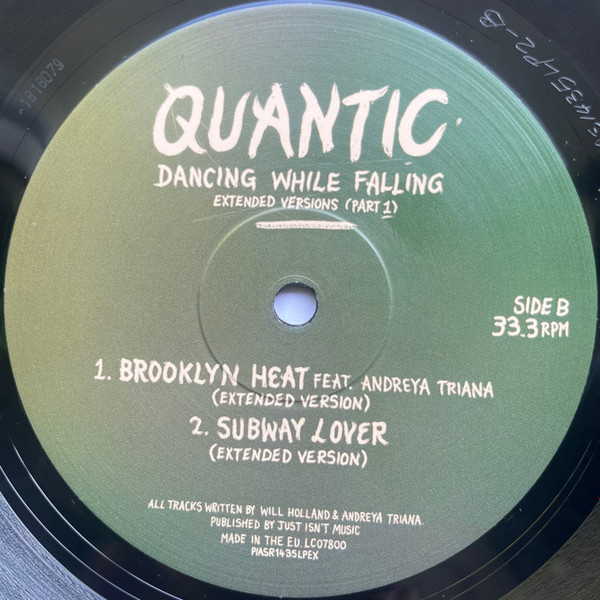 QUANTIC
DANCING WHILE FALLING
EXTENDED VERSIONS (PART 1)
SIDE B
33.3 RPM
1. BROOKLYN HEAT FEAT. ANDREYA TRIANA
(EXTENDED VERSION)
2. SUBWAY LOVER
(EXTENDED VERSION)
ALL TRACKS WRITTEN BY WILL HOLLAND & ANDREYA TRIANA.
PUBLISHED BY JUST ISN'T MUSIC
MADE IN THE EU. LC07800
PIASR1435LPEX
1816079